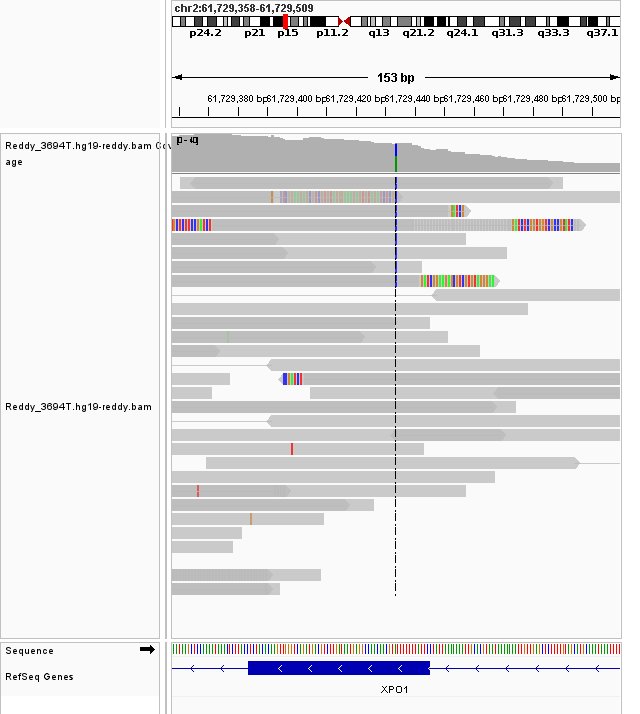 chr2:61,729,358-61,729,509
p24.2 p21 p15 p11.2 q13 q21.2 q24.1 q31.3 q33.3 q37.1
153 bp
61,729,380 bp 61,729,400 bp 61,729,420 bp 61,729,440 bp 61,729,460 bp 61,729,480 bp 61,729,500 bp
Reddy_3694T.hg19-reddy.bam Cov
age
Reddy_3694T.hg19-reddy.bam
Sequence
RefSeq Genes
XPO1